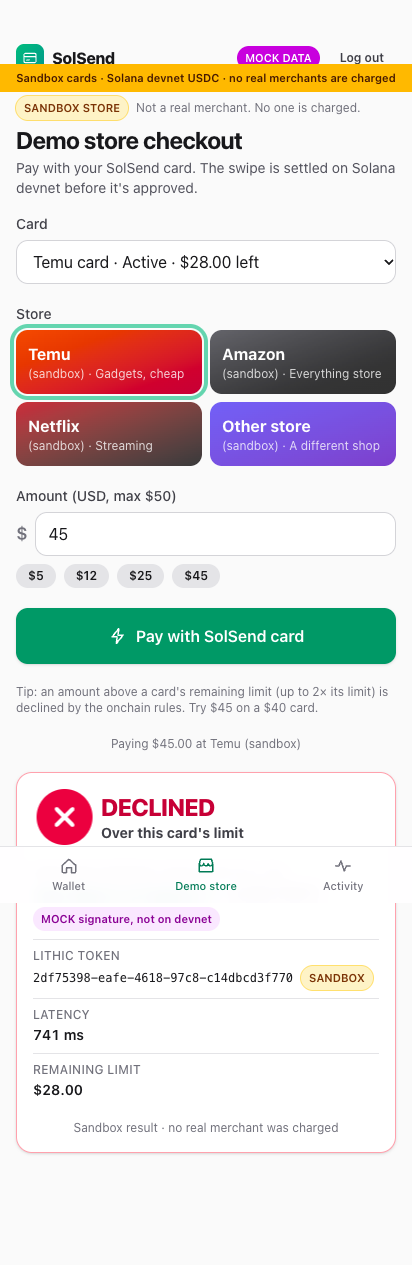 SolSend
MOCK DATA
Log out
Sandbox cards · Solana devnet USDC · no real merchants are charged
SANDBOX STORE
Not a real merchant. No one is charged.
Demo store checkout
Pay with your SolSend card. The swipe is settled on Solana
devnet before it's approved.
Card
Temu card · Active · $28.00 left
Store
Temu
(sandbox) · Gadgets, cheap
Amazon
(sandbox) · Everything store
Netflix
(sandbox) · Streaming
Other store
(sandbox) · A different shop
Amount (USD, max $50)
$ 45
$5
$12
$25
$45
Pay with SolSend card
Tip: an amount above a card's remaining limit (up to 2× its limit) is
declined by the onchain rules. Try $45 on a $40 card.
Paying $45.00 at Temu (sandbox)
DECLINED
Over this card's limit
Wallet
Demo store
Activity
MOCK signature, not on devnet
LITHIC TOKEN
2df75398-eafe-4618-97c8-c14dbcd3f770
SANDBOX
LATENCY
741 ms
REMAINING LIMIT
$28.00
Sandbox result · no real merchant was charged